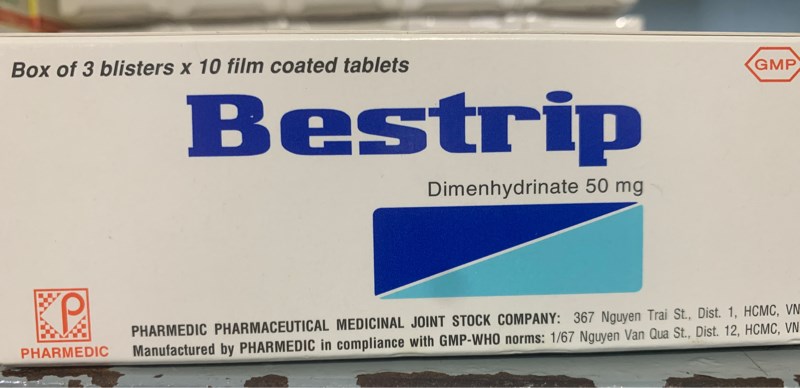 Box of 3 blisters x 10 film coated tablets
GMP
Bestrip
Dimenhydrinate 50 mg
PHARMEDIC PHARMACEUTICAL MEDICINAL JOINT STOCK COMPANY: 367 Nguyen Trai St., Dist. 1, HCMC, VN
Manufactured by PHARMEDIC in compliance with GMP-WHO norms: 1/67 Nguyen Van Qua St., Dist. 12, HCMC, VN
P
PHARMEDIC